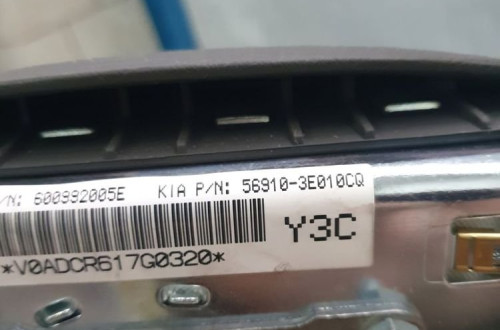 /N: 600992005E KIA P/N: 56910-3E010CQ
Y3C
*V0ADCR617G0320*